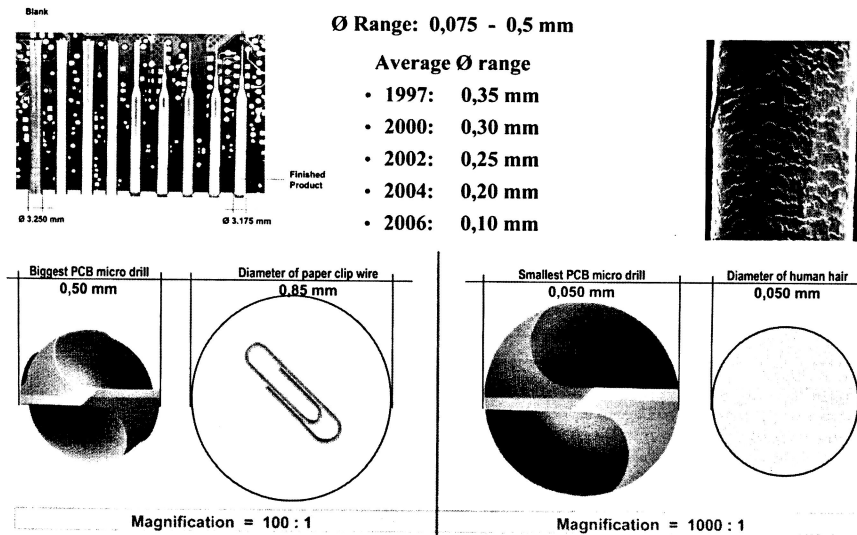 Blank
Ø Range: 0,075 - 0,5 mm
Average Ø range
· 1997: 0,35 mm
· 2000: 0,30 mm
· 2002: 0,25 mm
· 2004: 0,20 mm
· 2006: 0,10 mm
Finished
Product
Ø 3.250 mm
Ø 3.175 mm
Biggest PCB micro drill
0,50 mm
Diameter of paper clip wire
0,85 mm
Smallest PCB micro drill
0,050 mm
Diameter of human hair
0,050 mm
Magnification = 100 : 1
Magnification = 1000 : 1